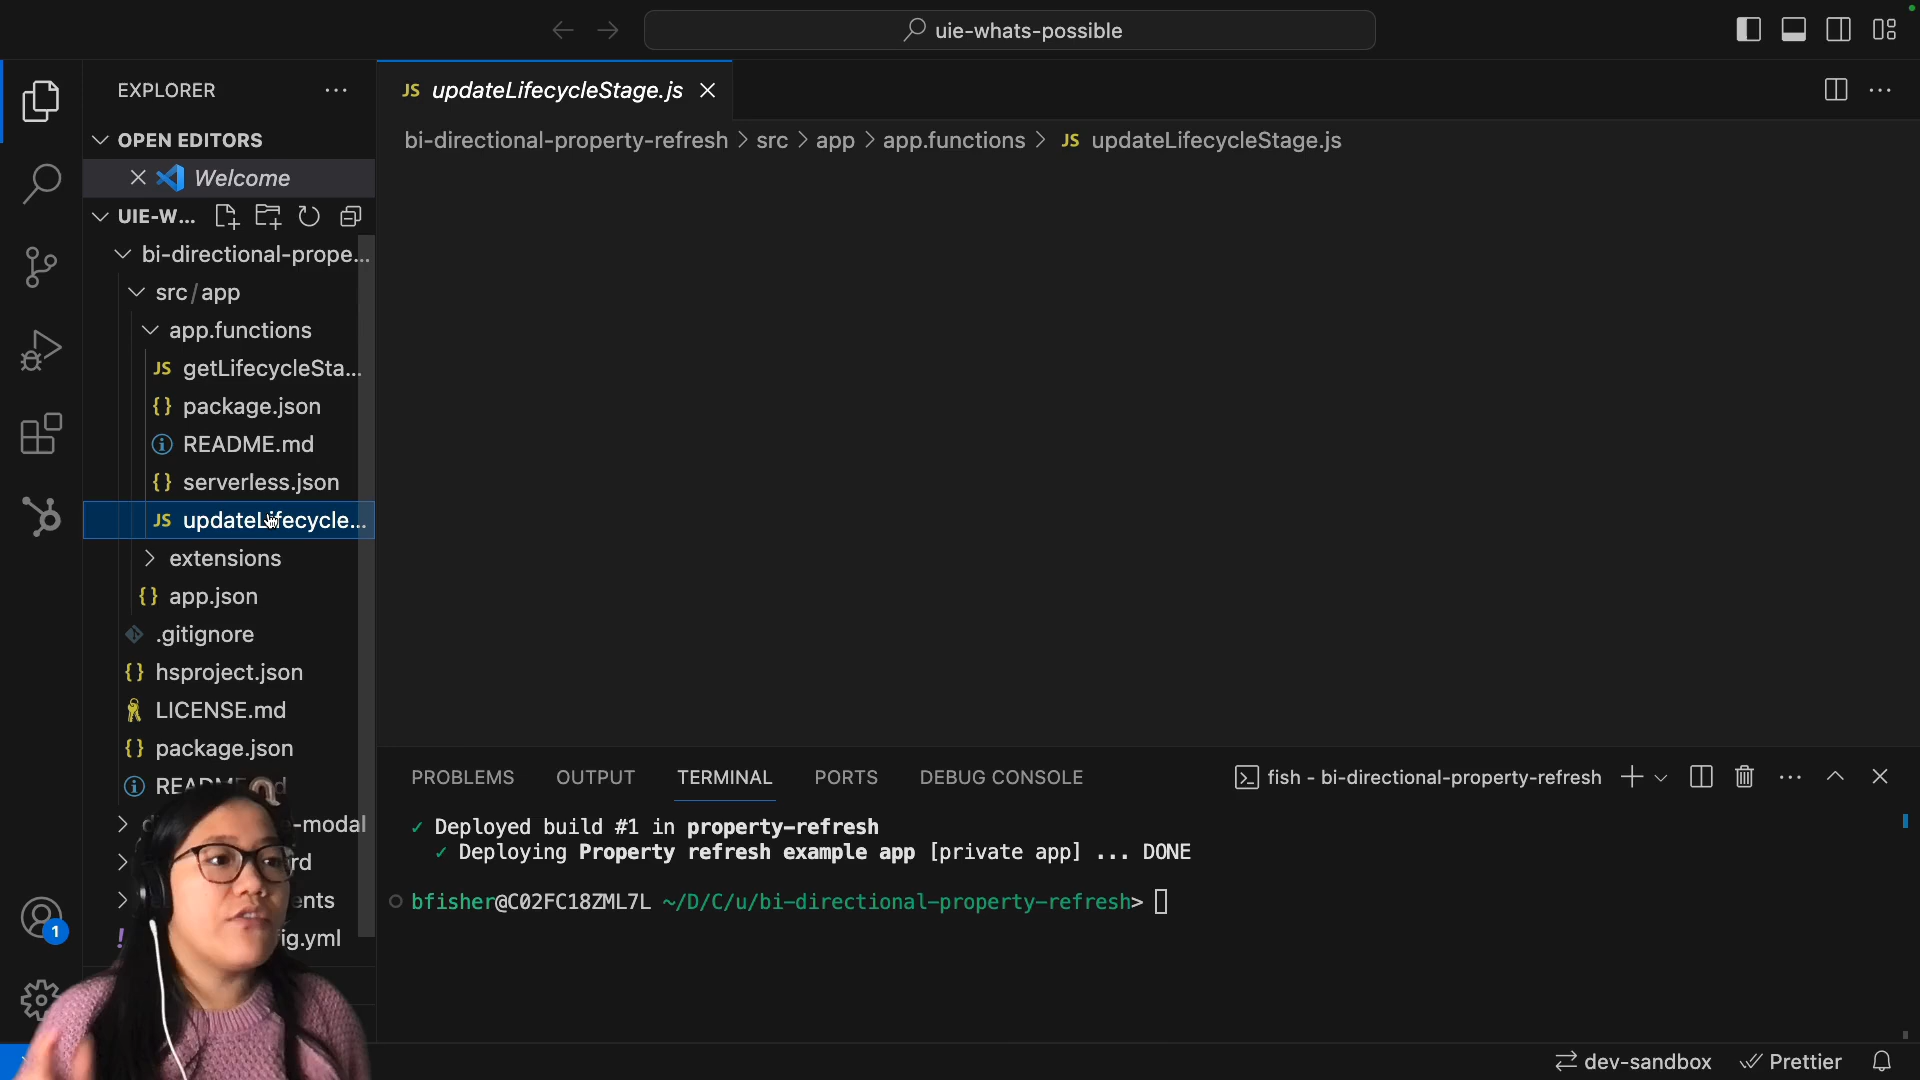 uie-whats-possible
EXPLORER
OPEN EDITORS
Welcome
UIE-W...
bi-directional-prope...
src / app
app.functions
JS getLifecycleSta...
{} package.json
README.md
{} serverless.json
JS updateLifecycle...
extensions
{} app.json
.gitignore
{} hsproject.json
LICENSE.md
{} package.json
-modal
ig.yml
1
JS updateLifecycleStage.js
bi-directional-property-refresh > src > app > app.functions > JS updateLifecycleStage.js
PROBLEMS OUTPUT TERMINAL PORTS DEBUG CONSOLE fish - bi-directional-property-refresh
✓ Deployed build #1 in property-refresh
✓ Deploying Property refresh example app [private app] ... DONE
bfisher@C02FC18ZML7L ~/D/C/u/bi-directional-property-refresh>
dev-sandbox Prettier